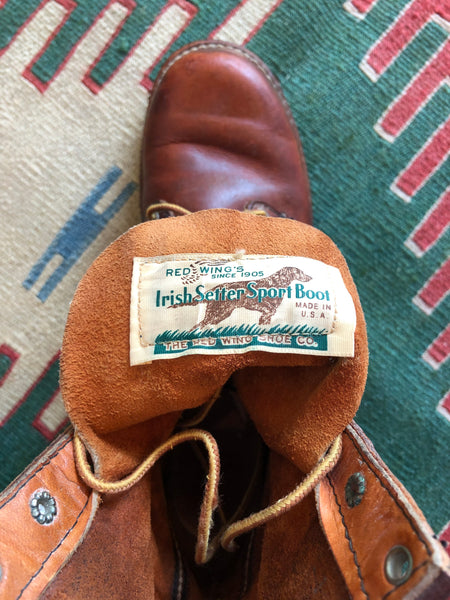 RED WING'S
SINCE 1905
Irish Setter Sport Boot
MADE IN
U.S.A.
THE RED WING SHOE CO.